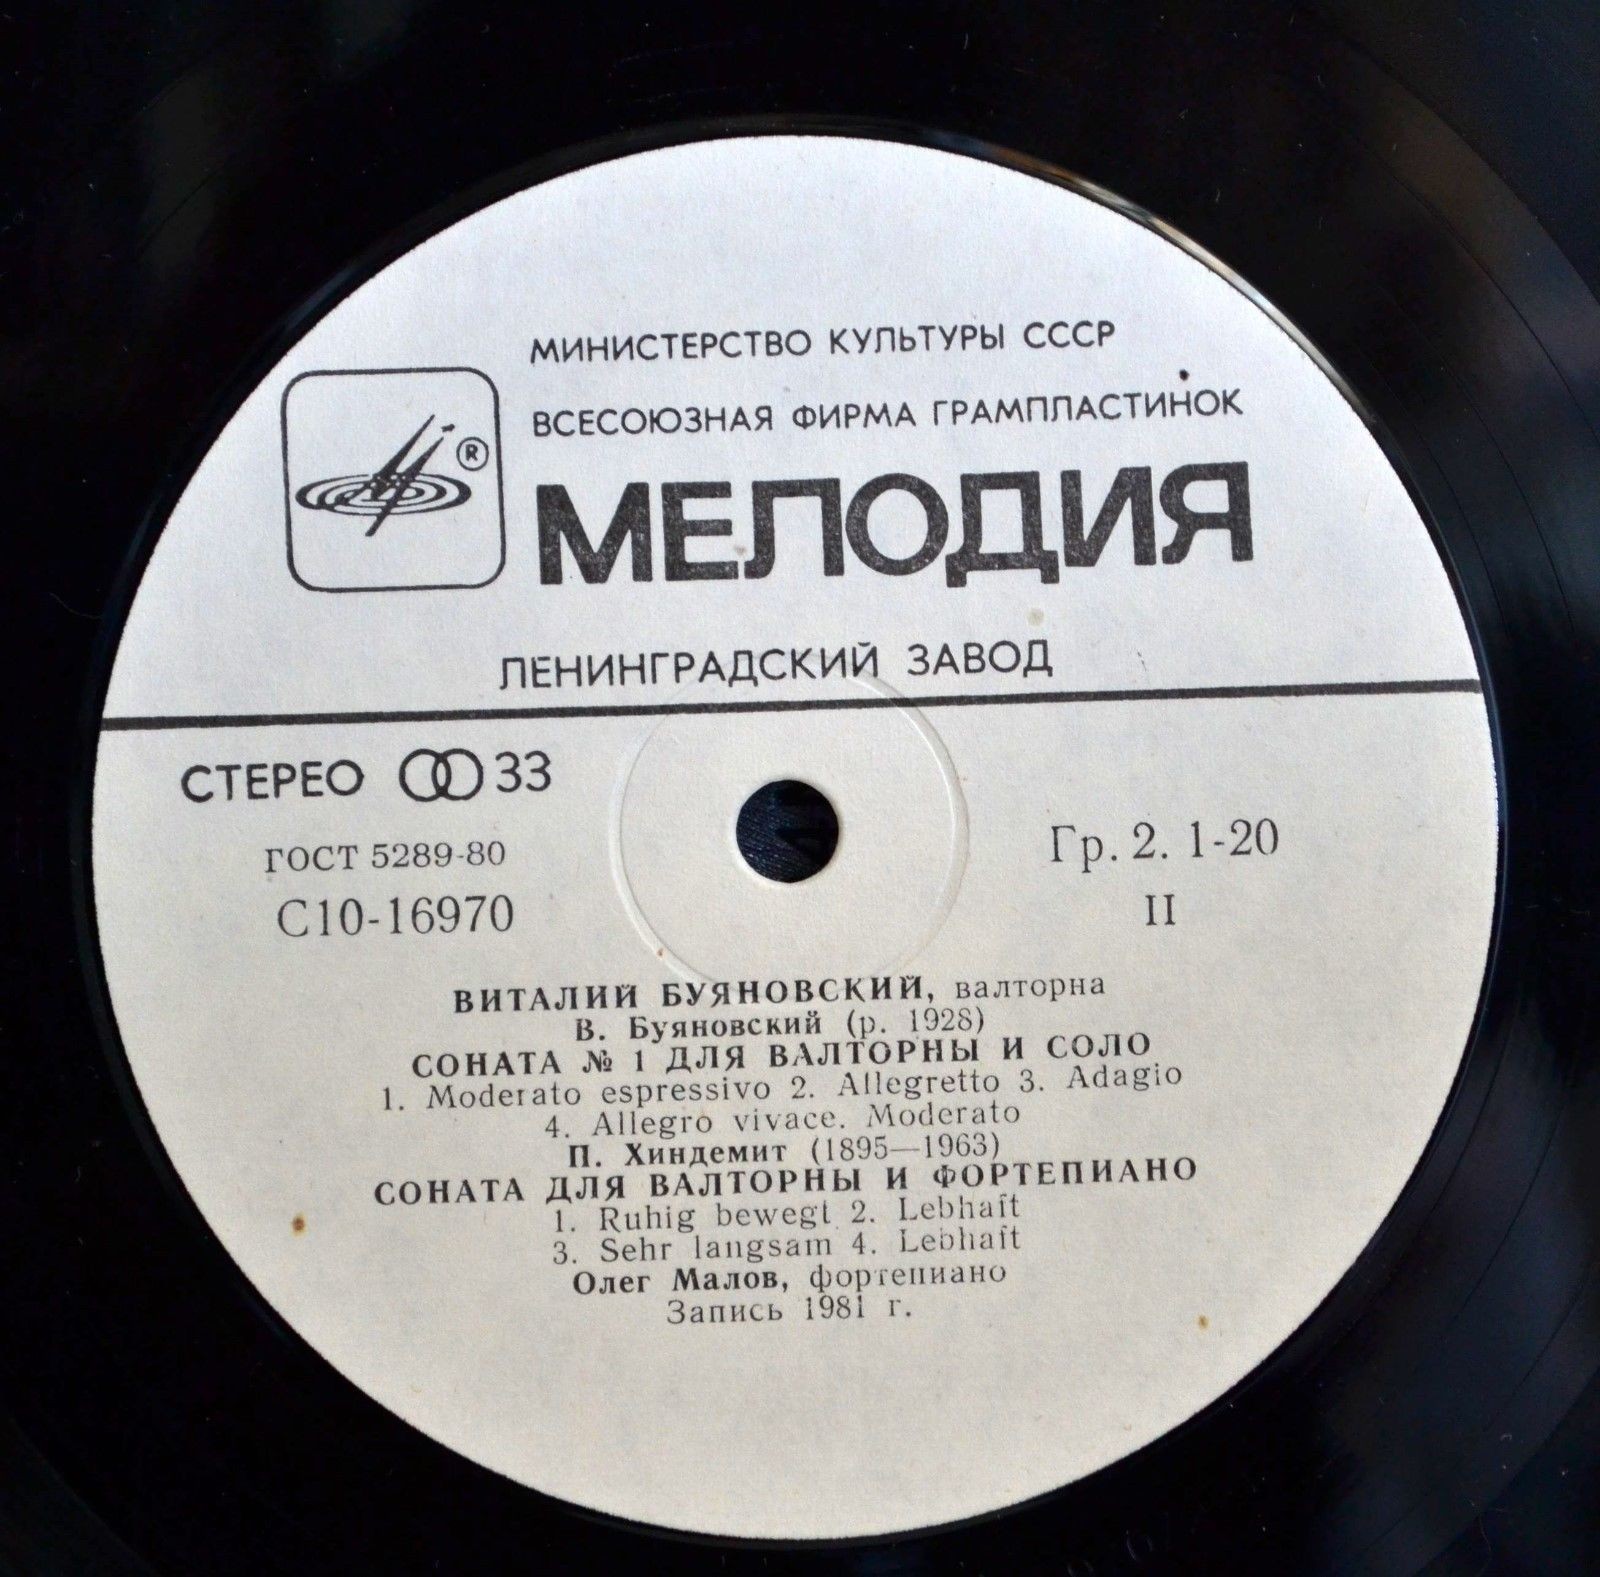 МИНИСТЕРСТВО КУЛЬТУРЫ СССР
ВСЕСОЮЗНАЯ ФИРМА ГРАМПЛАСТИНОК
®
МЕЛОДИЯ
ЛЕНИНГРАДСКИЙ ЗАВОД
СТЕРЕО 33
ГОСТ 5289-80
Гр. 2. 1-20
С10-16970
II
ВИТАЛИЙ БУЯНОВСКИЙ, валторна
В. Буяновский (р. 1928)
СОНАТА № 1 ДЛЯ ВАЛТОРНЫ И СОЛО
1. Moderato espressivo 2. Allegretto 3. Adagio
4. Allegro vivace. Moderato
П. Хиндемит (1895—1963)
СОНАТА ДЛЯ ВАЛТОРНЫ И ФОРТЕПИАНО
1. Ruhig bewegt 2. Lebhaft
3. Sehr langsam 4. Lebhaft
Олег Малов, фортепиано
Запись 1981 г.